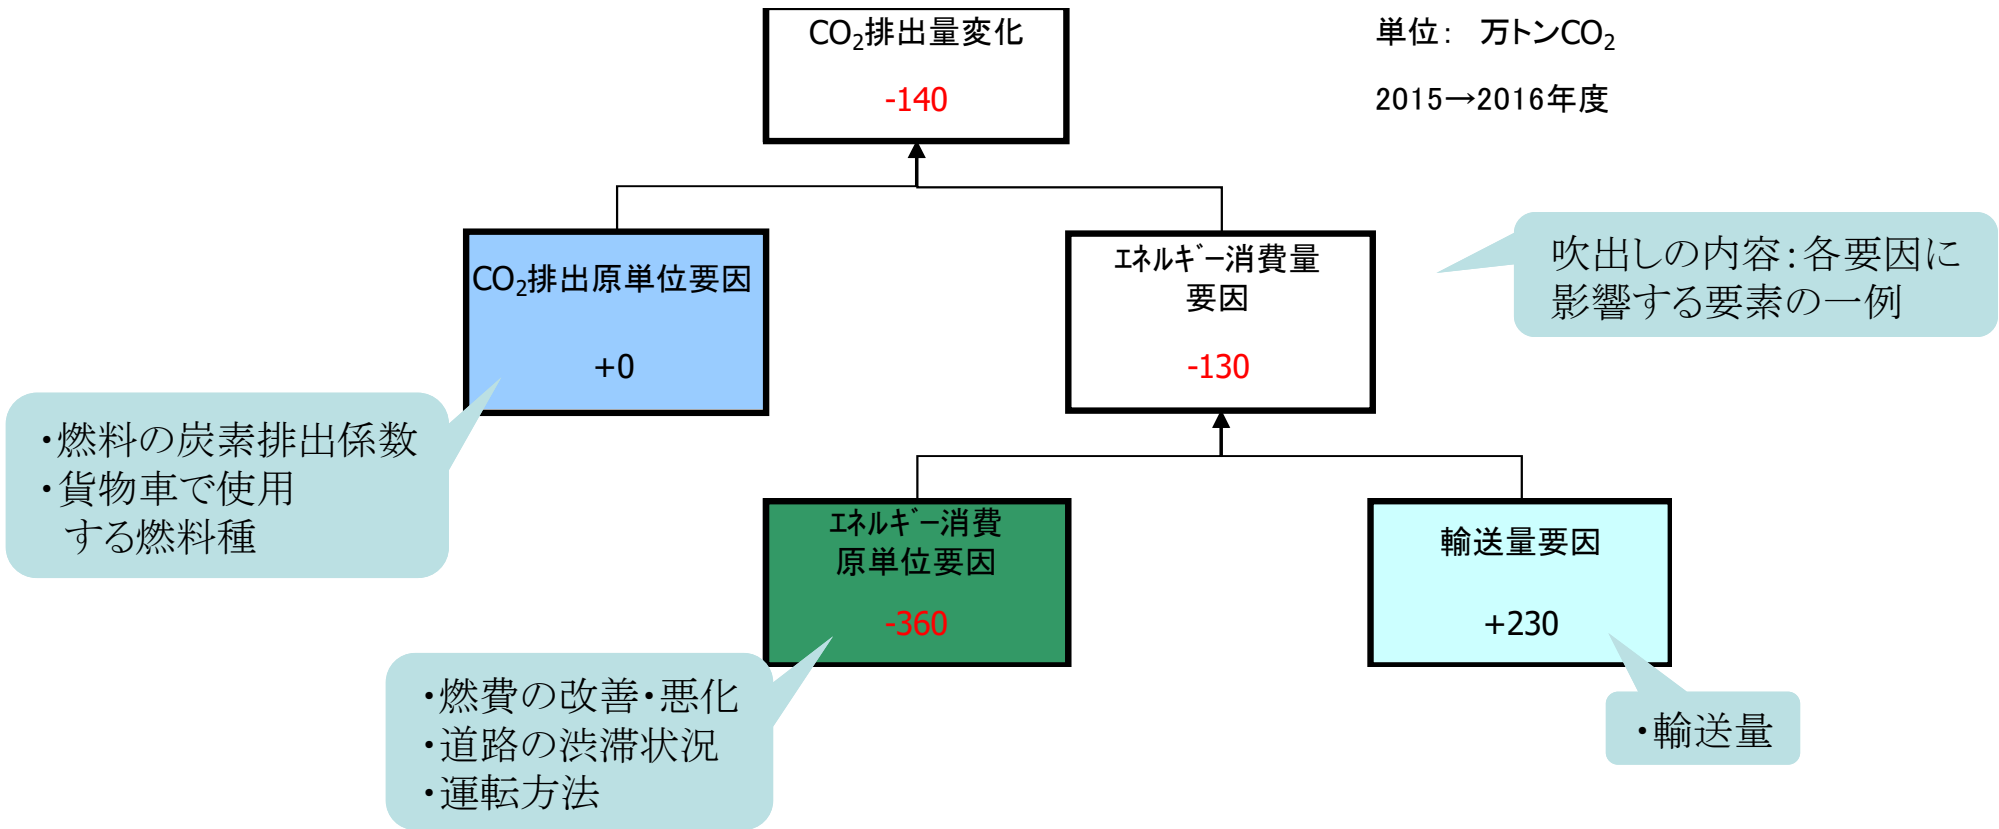 CO₂排出量変化
-140
単位： 万トンCO₂
2015→2016年度
CO₂排出原単位要因
+0
ｴﾈﾙｷﾞｰ消費量
要因
-130
吹出しの内容：各要因に
影響する要素の一例
・燃料の炭素排出係数
・貨物車で使用
する燃料種
ｴﾈﾙｷﾞｰ消費
原単位要因
-360
輸送量要因
+230
・燃費の改善・悪化
・道路の渋滞状況
・運転方法
・輸送量